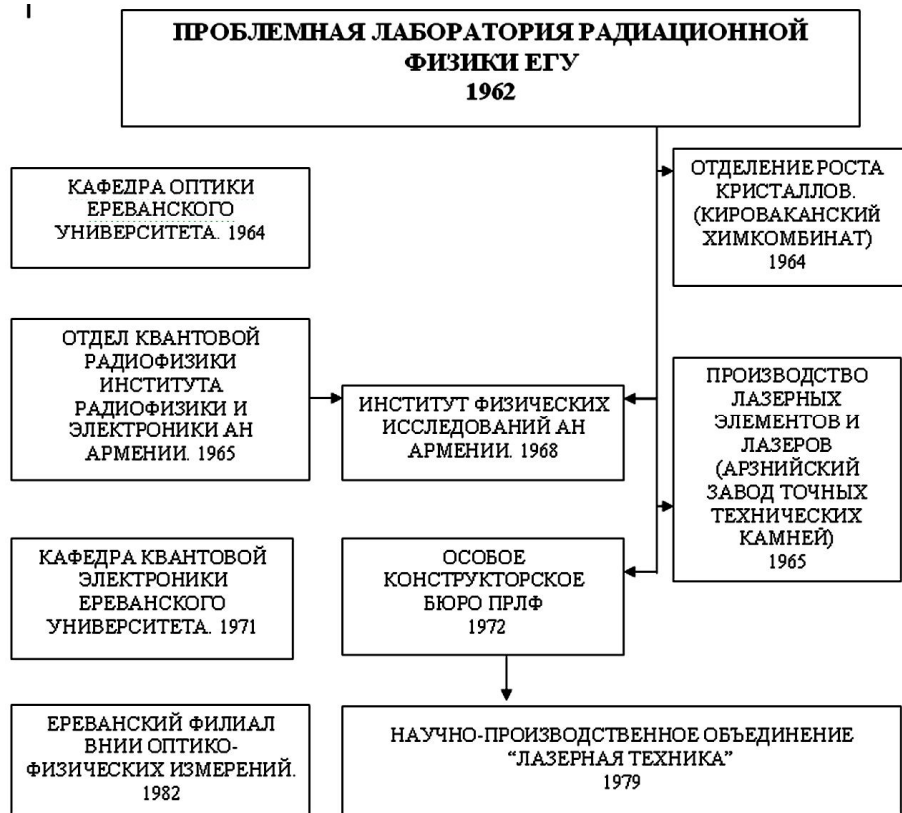 ПРОБЛЕМНАЯ ЛАБОРАТОРИЯ РАДИАЦИОННОЙ
ФИЗИКИ ЕГУ
1962
КАФЕДРА ОПТИКИ
ЕРЕВАНСКОГО
УНИВЕРСИТЕТА. 1964
ОТДЕЛЕНИЕ РОСТА
КРИСТАЛЛОВ.
(КИРОВАКАНСКИЙ
ХИМКОМБИНАТ)
1964
ОТДЕЛ КВАНТОВОЙ
РАДИОФИЗИКИ
ИНСТИТУТА
РАДИОФИЗИКИ И
ЭЛЕКТРОНИКИ АН
АРМЕНИИ. 1965
ИНСТИТУТ ФИЗИЧЕСКИХ
ИССЛЕДОВАНИЙ АН
АРМЕНИИ. 1968
ПРОИЗВОДСТВО
ЛАЗЕРНЫХ
ЭЛЕМЕНТОВ И
ЛАЗЕРОВ
(АРЗНИЙСКИЙ
ЗАВОД ТОЧНЫХ
ТЕХНИЧЕСКИХ
КАМНЕЙ)
1965
КАФЕДРА КВАНТОВОЙ
ЭЛЕКТРОНИКИ
ЕРЕВАНСКОГО
УНИВЕРСИТЕТА. 1971
ОСОБОЕ
КОНСТРУКТОРСКОЕ
БЮРО ПРЛФ
1972
ЕРЕВАНСКИЙ ФИЛИАЛ
ВНИИ ОПТИКО-
ФИЗИЧЕСКИХ ИЗМЕРЕНИЙ.
1982
НАУЧНО-ПРОИЗВОДСТВЕННОЕ ОБЪЕДИНЕНИЕ
“ЛАЗЕРНАЯ ТЕХНИКА”
1979